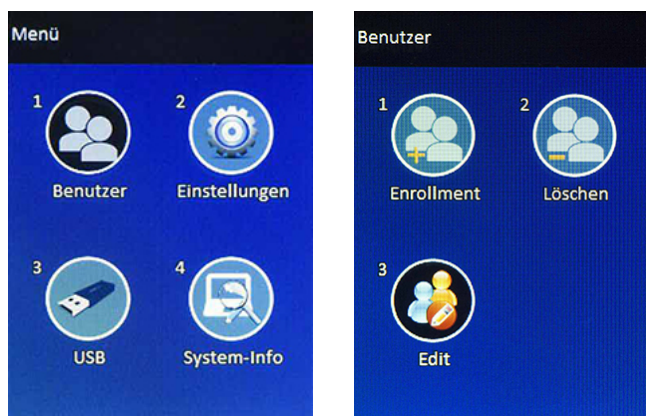 Menü
1
2
Benutzer
Einstellungen
3
4
USB
System-Info
Benutzer
1
2
Enrollment
Löschen
3
Edit